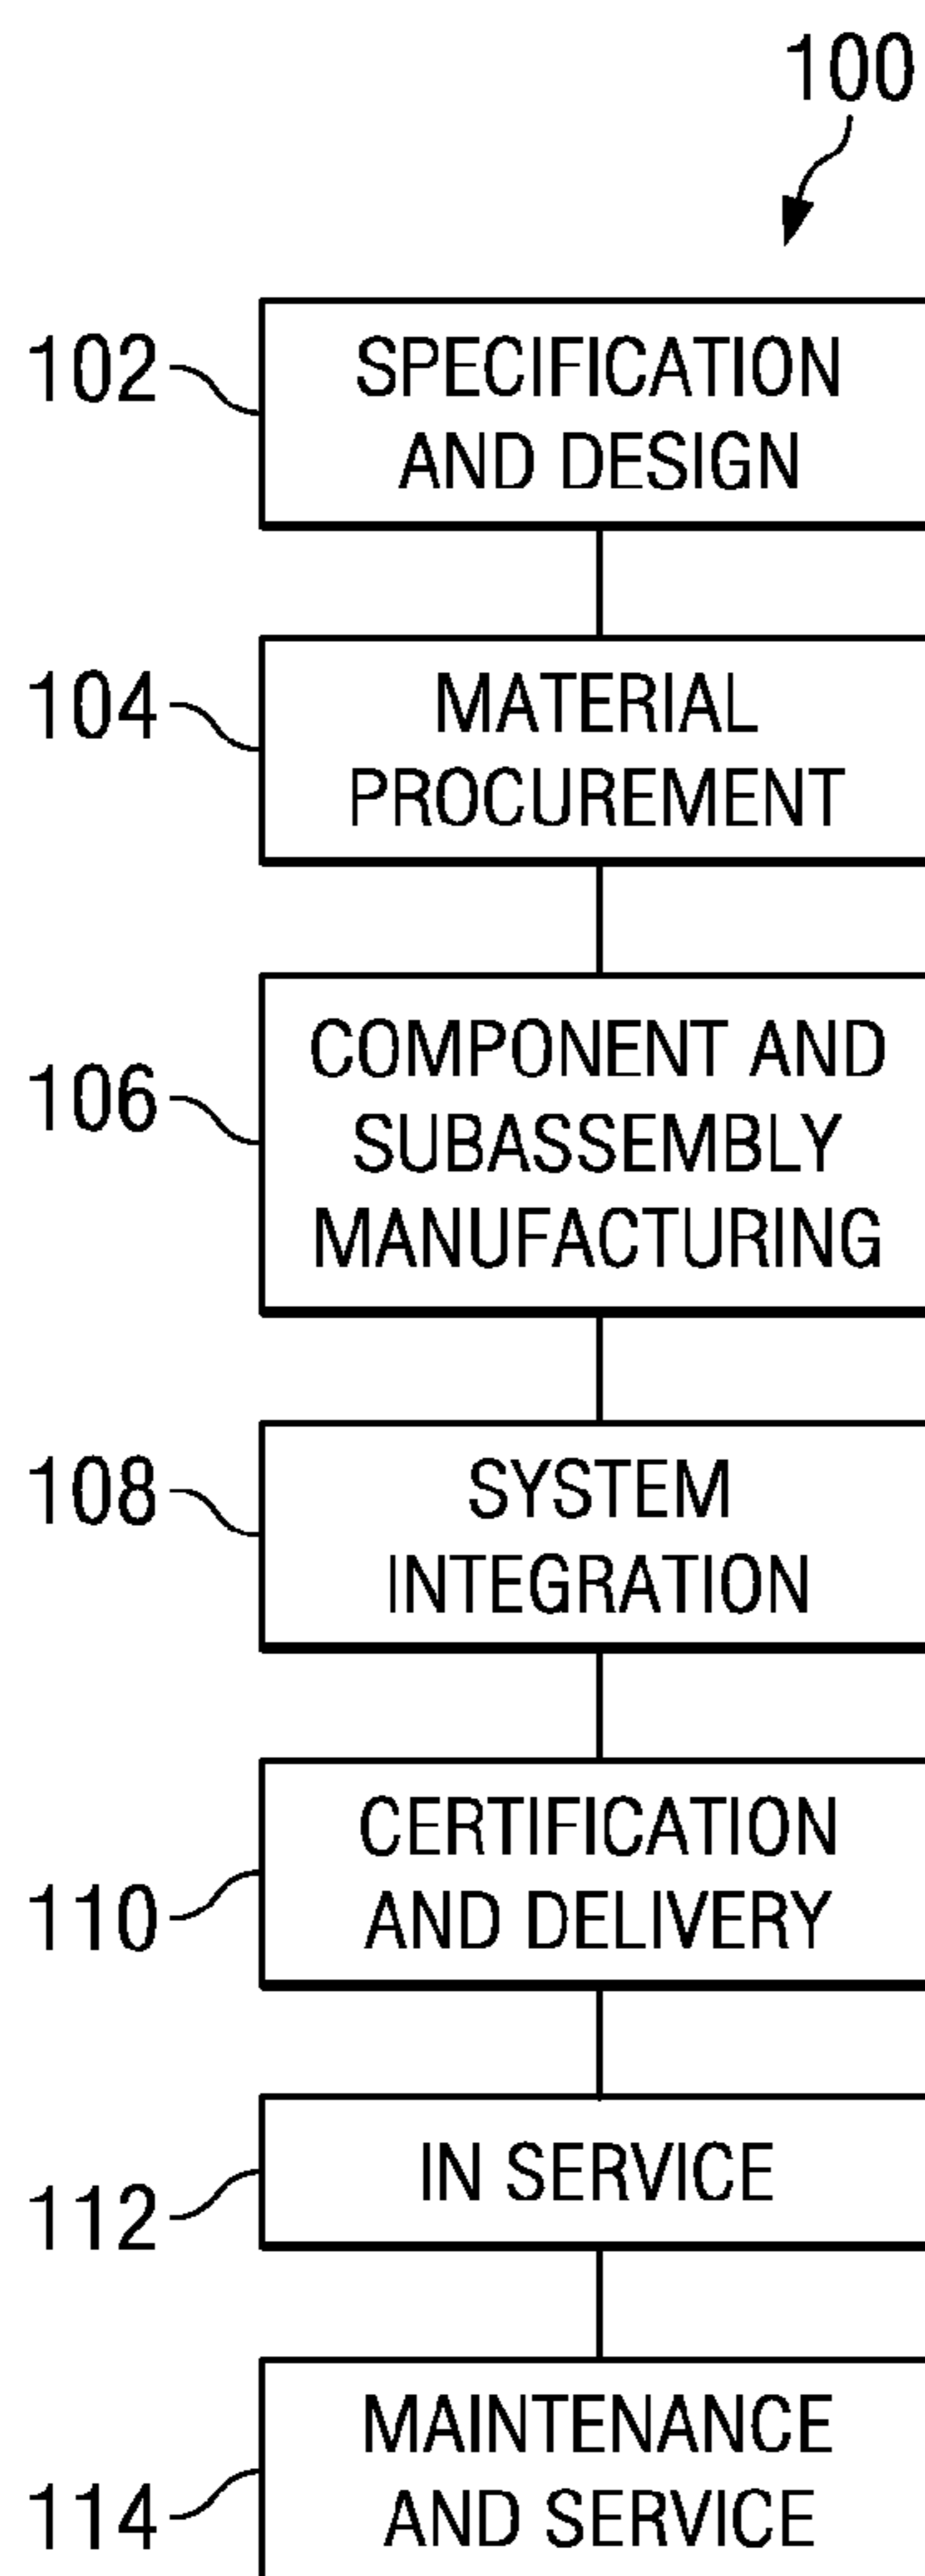 100
102
SPECIFICATION
AND DESIGN
104
MATERIAL
PROCUREMENT
106
COMPONENT AND
SUBASSEMBLY
MANUFACTURING
108
SYSTEM
INTEGRATION
110
CERTIFICATION
AND DELIVERY
112
IN SERVICE
114
MAINTENANCE
AND SERVICE